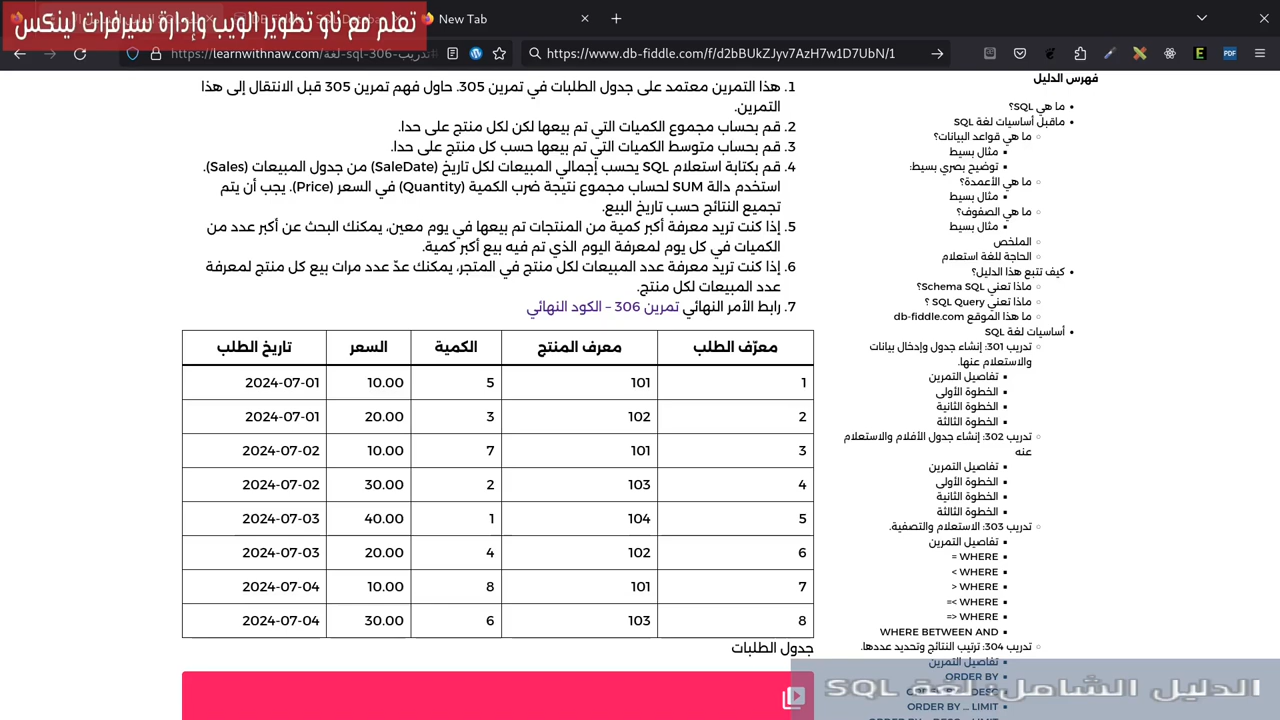 تعلم مع ناو تطوير الويب وإدارة سيرفرات لينكس
New Tab
https://learnwithnaw.com/تدريب-306-sql-لغة
https://www.db-fiddle.com/f/d2bBUkZJyv7AzH7w1D7UbN/1
1. هذا التمرين معتمد على جدول الطلبات في تمرين 305. حاول فهم تمرين 305 قبل الانتقال إلى هذا
التمرين.
2. قم بحساب مجموع الكميات التي تم بيعها لكن لكل منتج على حدا.
3. قم بحساب متوسط الكميات التي تم بيعها حسب كل منتج على حدا.
4. قم بكتابة استعلام SQL يحسب إجمالي المبيعات لكل تاريخ (SaleDate) من جدول المبيعات (Sales).
استخدم دالة SUM لحساب مجموع نتيجة ضرب الكمية (Quantity) في السعر (Price). يجب أن يتم
تجميع النتائج حسب تاريخ البيع.
5. إذا كنت تريد معرفة أكبر كمية من المنتجات تم بيعها في يوم معين، يمكنك البحث عن أكبر عدد من
الكميات في كل يوم لمعرفة اليوم الذي تم فيه بيع أكبر كمية.
6. إذا كنت تريد معرفة عدد المبيعات لكل منتج في المتجر، يمكنك عدّ عدد مرات بيع كل منتج لمعرفة
عدد المبيعات لكل منتج.
7. رابط الأمر النهائي تمرين 306 – الكود النهائي
معرّف الطلب معرف المنتج الكمية السعر تاريخ الطلب
1 101 5 10.00 2024-07-01
2 102 3 20.00 2024-07-01
3 101 7 10.00 2024-07-02
4 103 2 30.00 2024-07-02
5 104 1 40.00 2024-07-03
6 102 4 20.00 2024-07-03
7 101 8 10.00 2024-07-04
8 103 6 30.00 2024-07-04
جدول الطلبات
فهرس الدليل
ما هي SQL؟
ماقبل أساسيات لغة SQL
ما هي قواعد البيانات؟
مثال بسيط
توضيح بصري بسيط:
ما هي الأعمدة؟
مثال بسيط
ما هي الصفوف؟
مثال بسيط
الملخص
الحاجة للغة استعلام
كيف تتبع هذا الدليل؟
ماذا تعني Schema SQL؟
ماذا تعني SQL Query ؟
ما هذا الموقع db-fiddle.com
أساسيات لغة SQL
تدريب 301: إنشاء جدول وإدخال بيانات
والاستعلام عنها.
تفاصيل التمرين
الخطوة الأولى
الخطوة الثانية
الخطوة الثالثة
تدريب 302: إنشاء جدول الأفلام والاستعلام
عنه
تفاصيل التمرين
الخطوة الأولى
الخطوة الثانية
الخطوة الثالثة
تدريب 303: الاستعلام والتصفية.
تفاصيل التمرين
= WHERE
< WHERE
> WHERE
=< WHERE
=> WHERE
WHERE BETWEEN AND
تدريب 304: ترتيب النتائج وتحديد عددها.
تفاصيل التمرين
ORDER BY
ORDER BY ... DESC
ORDER BY ... LIMIT
الدليل الشامل: لغة SQL